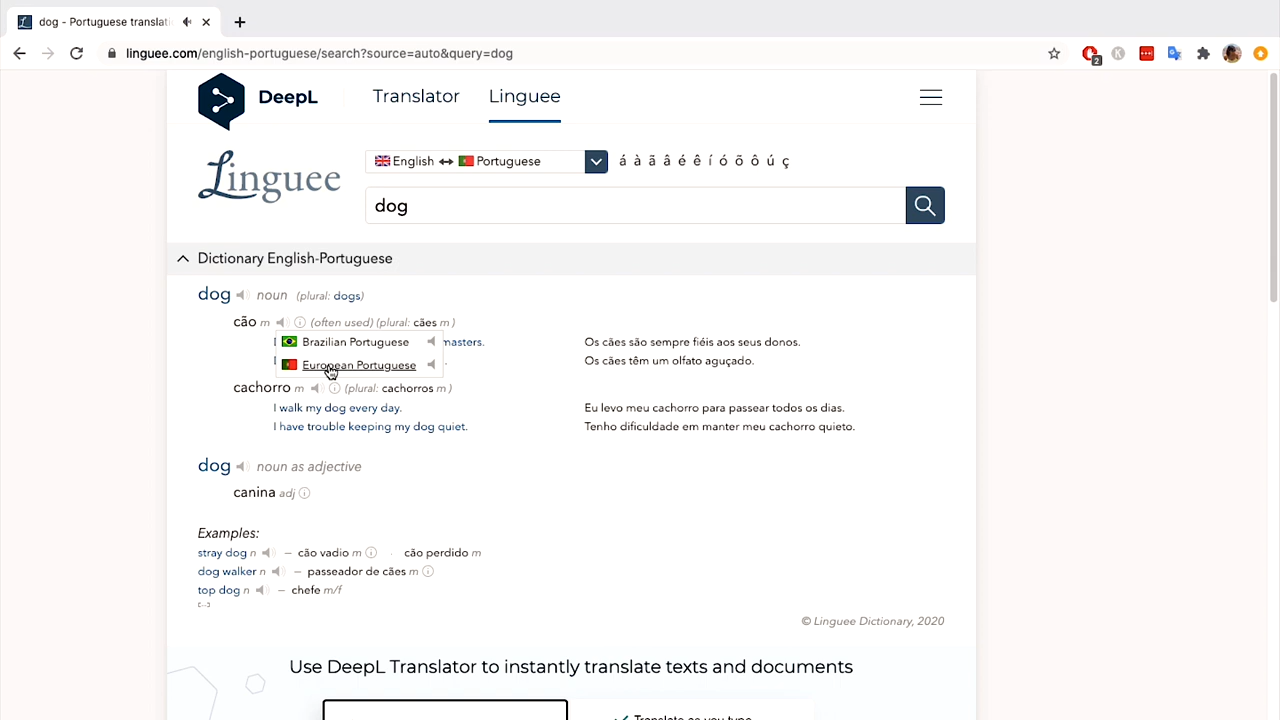 dog - Portuguese translati
linguee.com/english-portuguese/search?source=auto&query=dog
2
DeepL Translator Linguee
Linguee
English ↔ Portuguese á à ã â é ê í ó õ ô ú ç
dog
Dictionary English-Portuguese
dog noun (plural: dogs)
cão m (often used) (plural: cães m)
Brazilian Portuguese masters. Os cães são sempre fiéis aos seus donos.
European Portuguese Os cães têm um olfato aguçado.
cachorro m (plural: cachorros m)
I walk my dog every day. Eu levo meu cachorro para passear todos os dias.
I have trouble keeping my dog quiet. Tenho dificuldade em manter meu cachorro quieto.
dog noun as adjective
canina adj
Examples:
stray dog n – cão vadio m · cão perdido m
dog walker n – passeador de cães m
top dog n – chefe m/f
[...]
© Linguee Dictionary, 2020
Use DeepL Translator to instantly translate texts and documents
Translate as you type